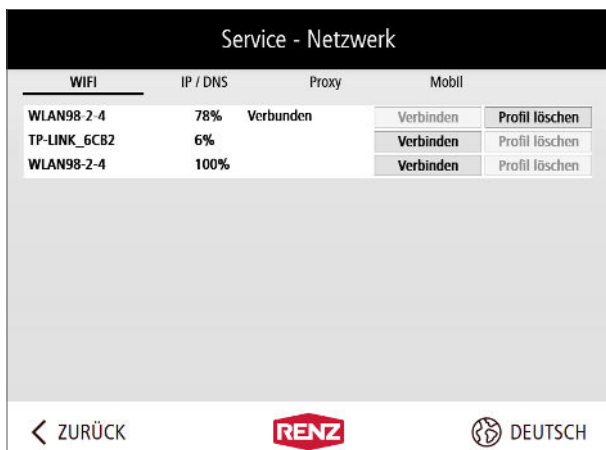 Service - Netzwerk
WIFI IP / DNS Proxy Mobil
WLAN98-2-4 78% Verbunden Verbinden Profil löschen
TP-LINK_6CB2 6% Verbinden Profil löschen
WLAN98-2-4 100% Verbinden Profil löschen
ZURÜCK RENZ DEUTSCH